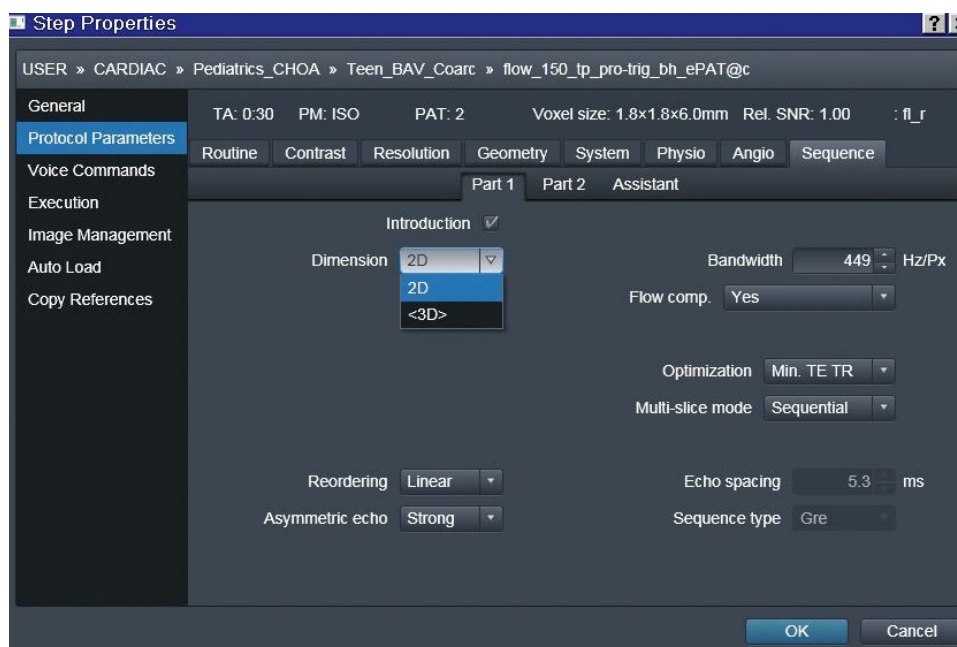 Step Properties
?
USER » CARDIAC » Pediatrics_CHOA » Teen_BAV_Coarc » flow_150_tp_pro-trig_bh_ePAT@c
General
Protocol Parameters
Voice Commands
Execution
Image Management
Auto Load
Copy References
TA: 0:30 PM: ISO PAT: 2 Voxel size: 1.8×1.8×6.0mm Rel. SNR: 1.00 : fl_r
Routine Contrast Resolution Geometry System Physio Angio Sequence
Part 1 Part 2 Assistant
Introduction
Dimension 2D
2D
<3D>
Bandwidth 449 Hz/Px
Flow comp. Yes
Optimization Min. TE TR
Multi-slice mode Sequential
Reordering Linear
Asymmetric echo Strong
Echo spacing 5.3 ms
Sequence type Gre
OK Cancel